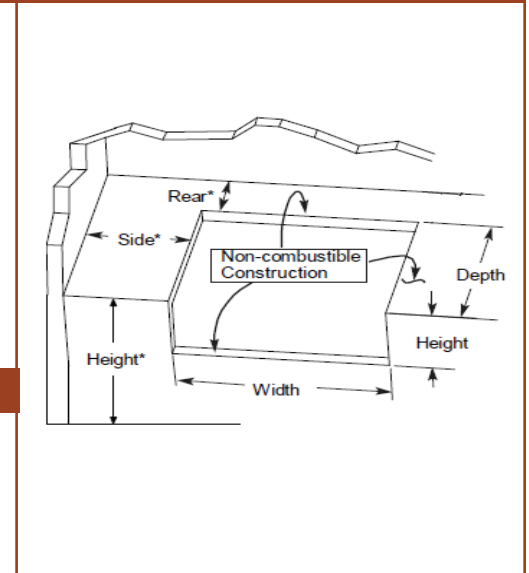 Rear*
Side*
Non-combustible
Construction
Depth
Height
Height*
Width